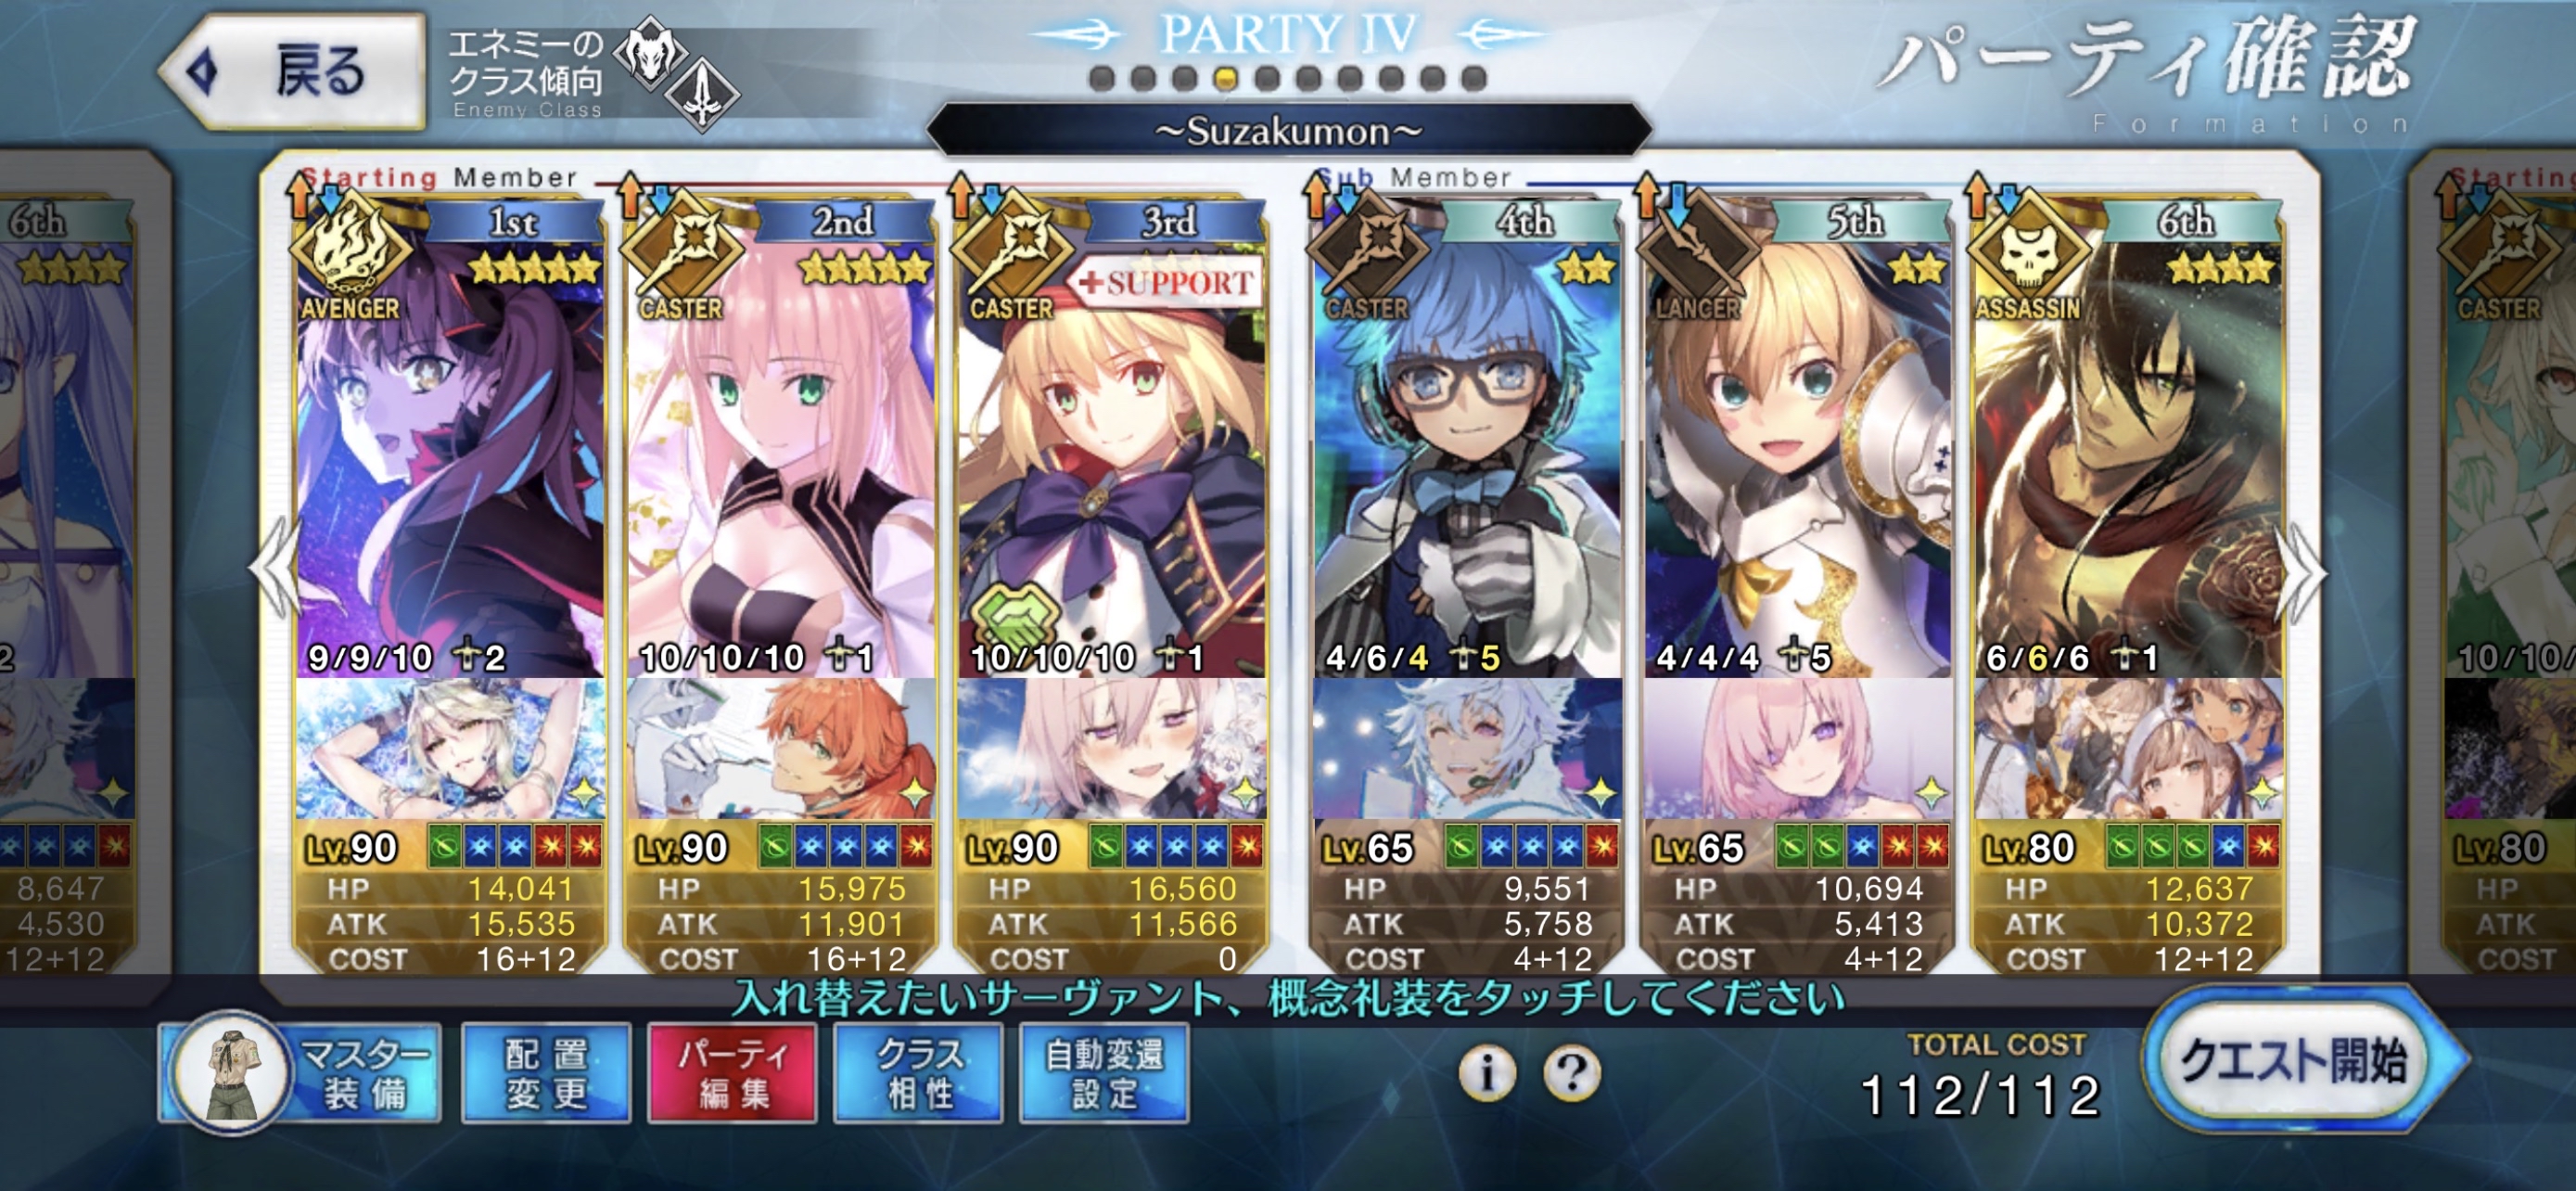 戻る
エネミーの
クラス傾向
Enemy Class
PARTY IV
~Suzakumon~
パーティ確認
Formation
Starting Member
Sub Member
6th
1st
AVENGER
9/9/10 2
Lv.90
HP 14,041
ATK 15,535
COST 16+12
2nd
CASTER
10/10/10 1
Lv.90
HP 15,975
ATK 11,901
COST 16+12
3rd
+SUPPORT
CASTER
10/10/10 1
Lv.90
HP 16,560
ATK 11,566
COST 0
4th
CASTER
4/6/4 5
Lv.65
HP 9,551
ATK 5,758
COST 4+12
5th
LANCER
4/4/4 5
Lv.65
HP 10,694
ATK 5,413
COST 4+12
6th
ASSASSIN
6/6/6 1
Lv.80
HP 12,637
ATK 10,372
COST 12+12
2
8,647
4,530
12+12
Starting
CASTER
10/10/
Lv.80
HP
ATK
COST
入れ替えたいサーヴァント、概念礼装をタッチしてください
マスター
装備
配置
変更
パーティ
編集
クラス
相性
自動変還
設定
i
?
TOTAL COST
112/112
クエスト開始